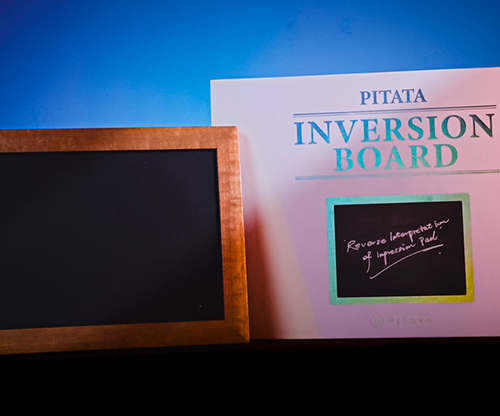 PITATA
INVERSION
BOARD
Reverse Interpretation
of Impression Pad
PITATA